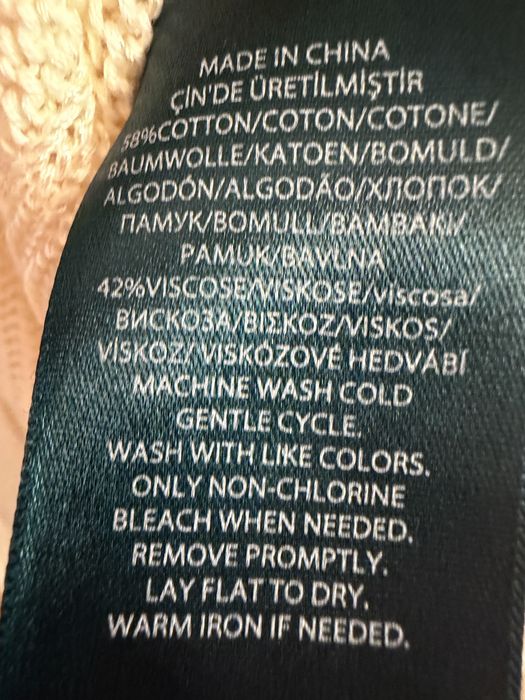 MADE IN CHINA
ÇİN'DE ÜRETİLMİŞTİR
58%COTTON/COTON/COTONE/
BAUMWOLLE/KATOEN/BOMULD/
ALGODÓN/ALGODÃO/ХЛОПОК/
ПАМУК/BOMULL/BAMBAKI/
PAMUK/BAVLNA
42%VISCOSE/VISKOSE/viscosa/
ВИСКОЗА/ΒΙΣΚΟΖ/VISKOS/
VİSKOZ/ VISKÓZOVÉ HEDVÁBÍ
MACHINE WASH COLD
GENTLE CYCLE.
WASH WITH LIKE COLORS.
ONLY NON-CHLORINE
BLEACH WHEN NEEDED.
REMOVE PROMPTLY.
LAY FLAT TO DRY.
WARM IRON IF NEEDED.